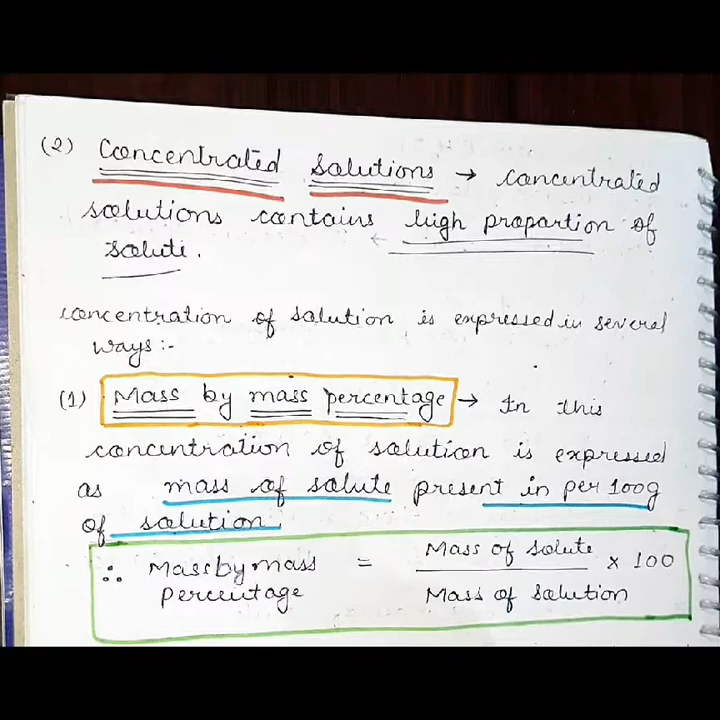 (2) Concentrated Solutions → concentrated
solutions contains high proportion of
solute.
concentration of solution is expressed in several
ways :-
(1) Mass by mass percentage → In this
concentration of solution is expressed
as mass of solute present in per 100g
of solution
∴ Mass by mass percentage = Mass of solute / Mass of solution × 100